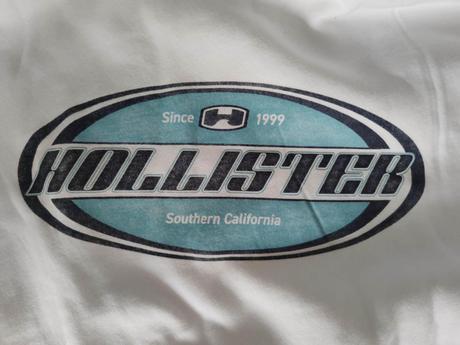 Since H 1999
HOLLISTER
Southern California